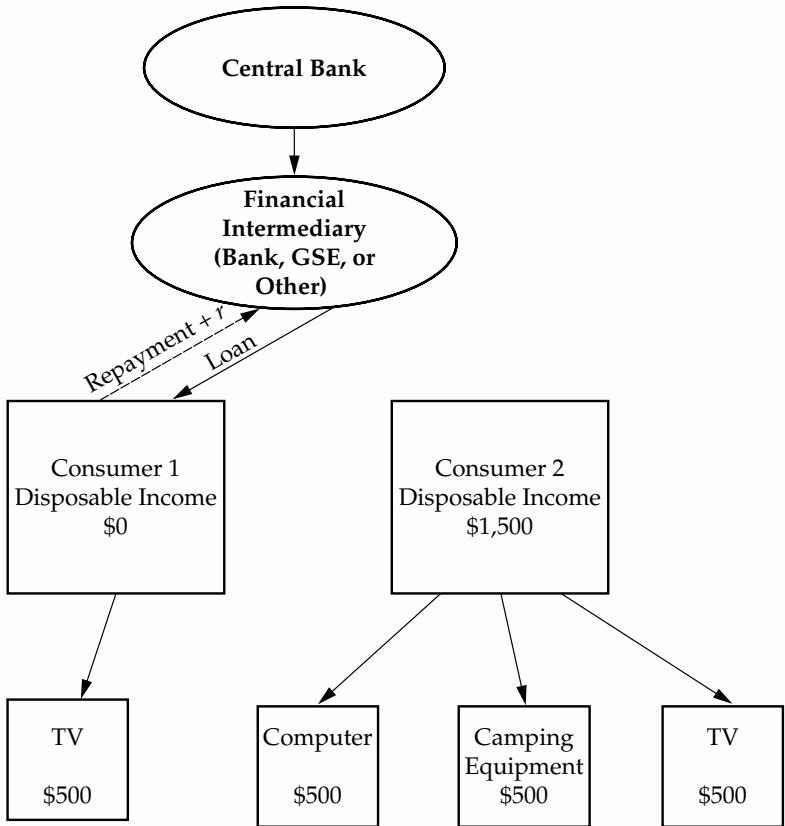 Central Bank
Financial
Intermediary
(Bank, GSE, or
Other)
Repayment + r
Loan
Consumer 1
Disposable Income
$0
Consumer 2
Disposable Income
$1,500
TV
$500
Computer
$500
Camping
Equipment
$500
TV
$500